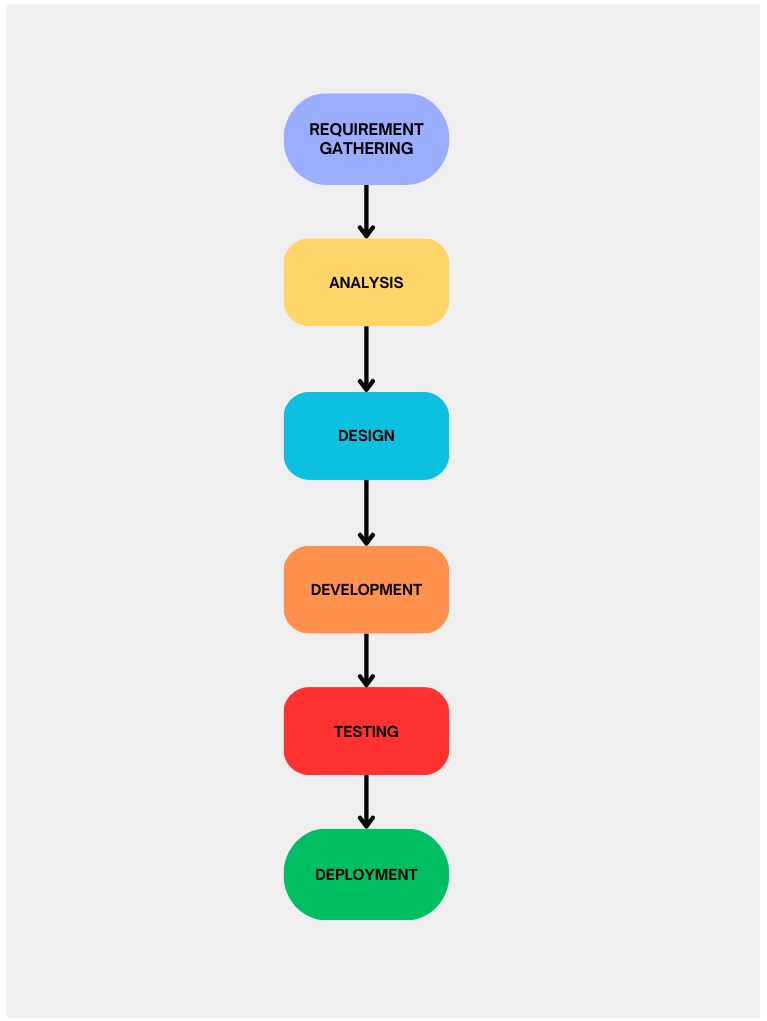 REQUIREMENT
GATHERING
ANALYSIS
DESIGN
DEVELOPMENT
TESTING
DEPLOYMENT